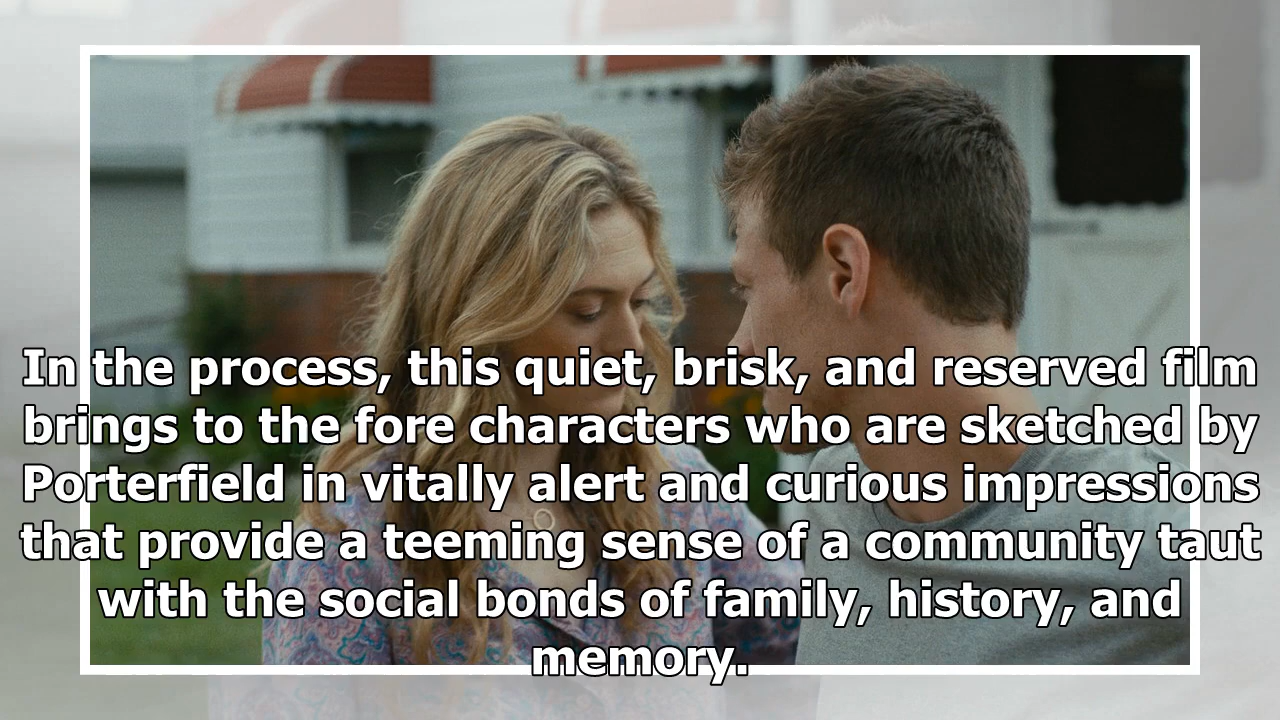 In the process, this quiet, brisk, and reserved film
brings to the fore characters who are sketched by
Porterfield in vitally alert and curious impressions
that provide a teeming sense of a community taut
with the social bonds of family, history, and
memory.